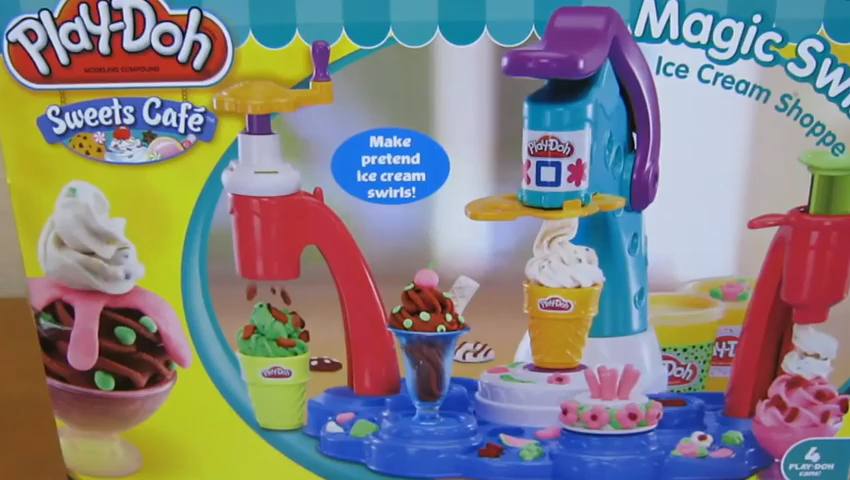 PLAY-DOH
MODELING COMPOUND
Sweets Café
Magic
Ice Cream Shoppe
Make
pretend
ice cream
swirls!
Play-Doh
Play-Doh
Play-Doh
4
PLAY-DOH
cans!